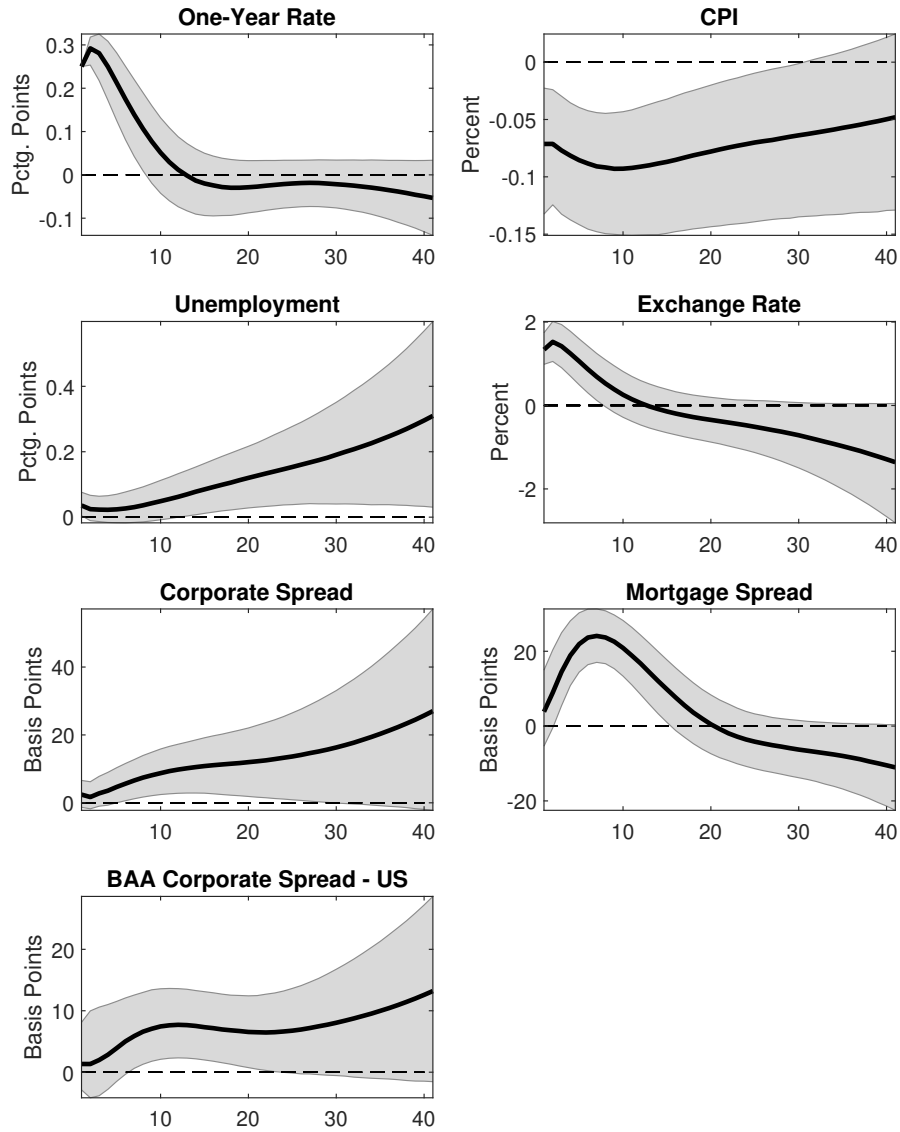 One-Year Rate
Pctg. Points
0.3
0.2
0.1
0
-0.1
10 20 30 40
CPI
Percent
0
-0.05
-0.1
-0.15
10 20 30 40
Unemployment
Pctg. Points
0.4
0.2
0
10 20 30 40
Exchange Rate
Percent
2
0
-2
10 20 30 40
Corporate Spread
Basis Points
40
20
0
10 20 30 40
Mortgage Spread
Basis Points
20
0
-20
10 20 30 40
BAA Corporate Spread - US
Basis Points
20
10
0
10 20 30 40